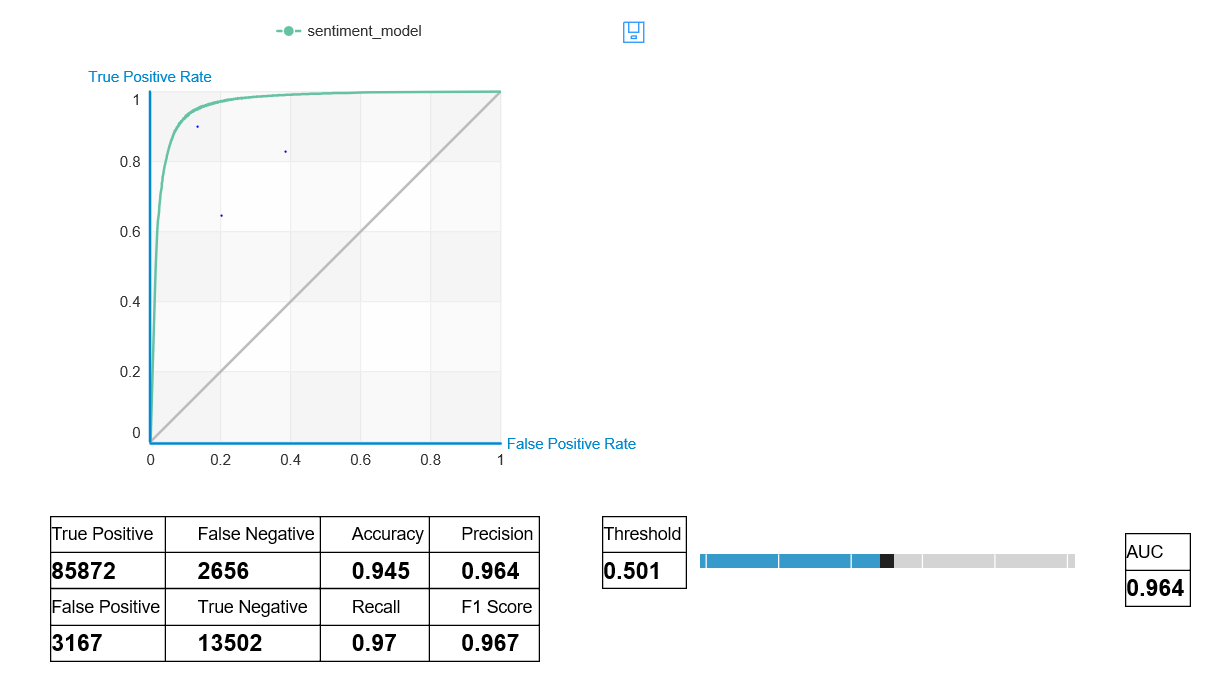 sentiment_model
True Positive Rate
1
0.8
0.6
0.4
0.2
0
0 0.2 0.4 0.6 0.8 1
False Positive Rate
True Positive False Negative Accuracy Precision
85872 2656 0.945 0.964
False Positive True Negative Recall F1 Score
3167 13502 0.97 0.967
Threshold
0.501
AUC
0.964